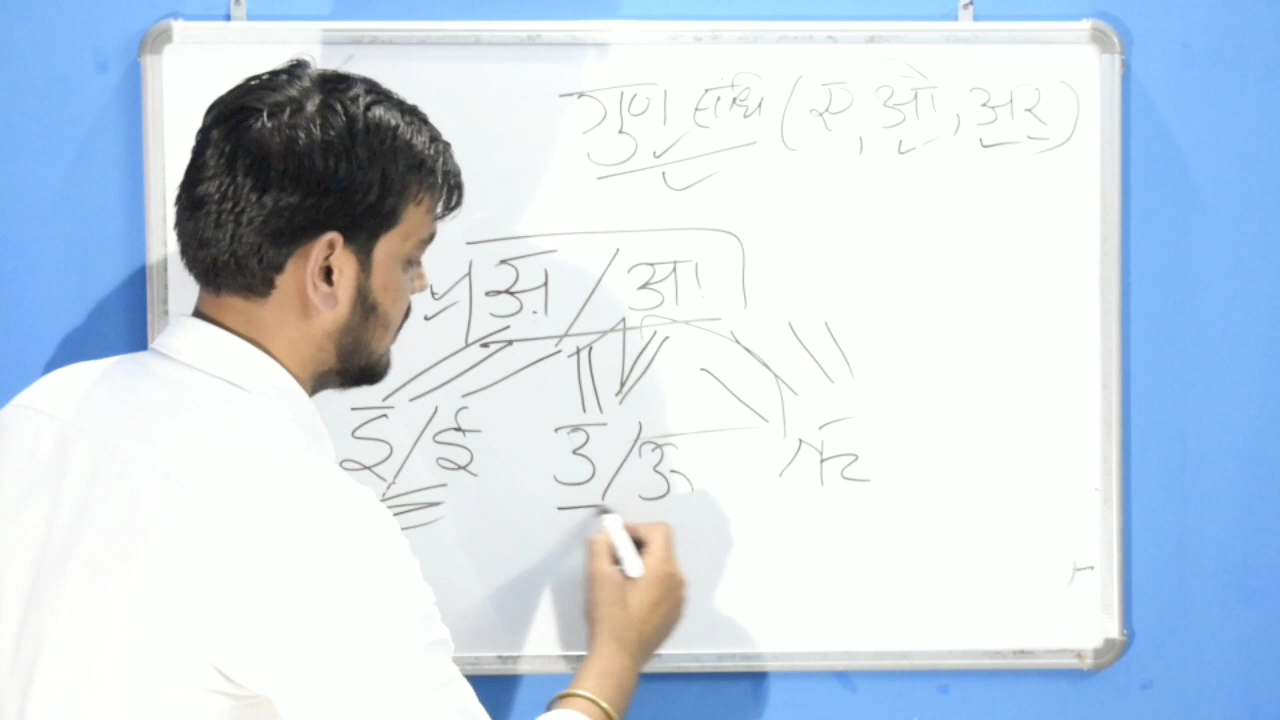 गुण संधि (ए, ओ, अर)
अ / आ
इ/ई उ/ऊ ऋ